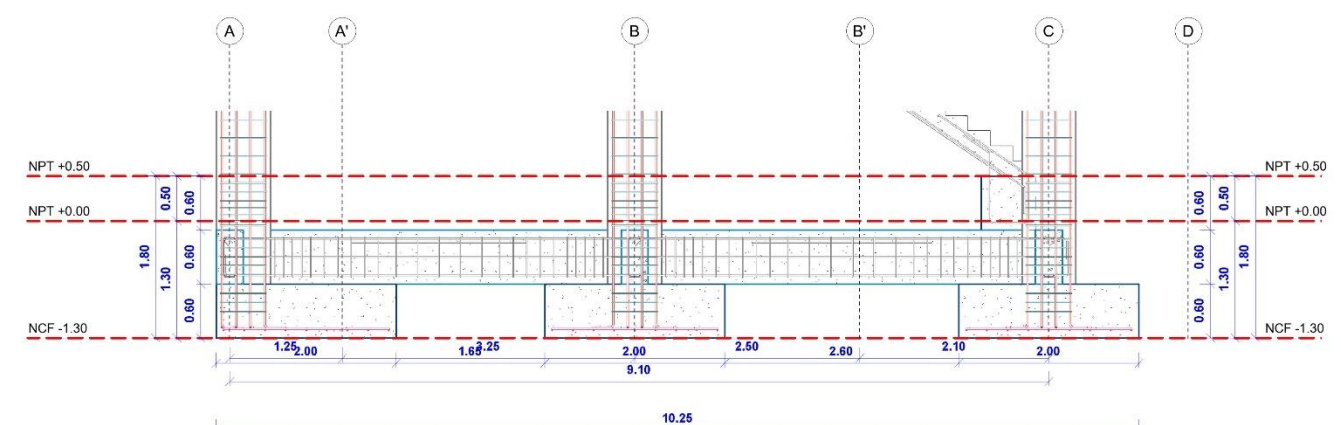 A A' B B' C D
NPT +0.50 NPT +0.50
0.50 0.60 0.60 0.50
NPT +0.00 NPT +0.00
1.80 1.30 0.60 0.60 1.30 1.80
0.60 0.60
NCF -1.30 NCF -1.30
1.25 3.25 2.60 2.10
2.00 1.65 2.00 2.50 2.00
9.10
10.25